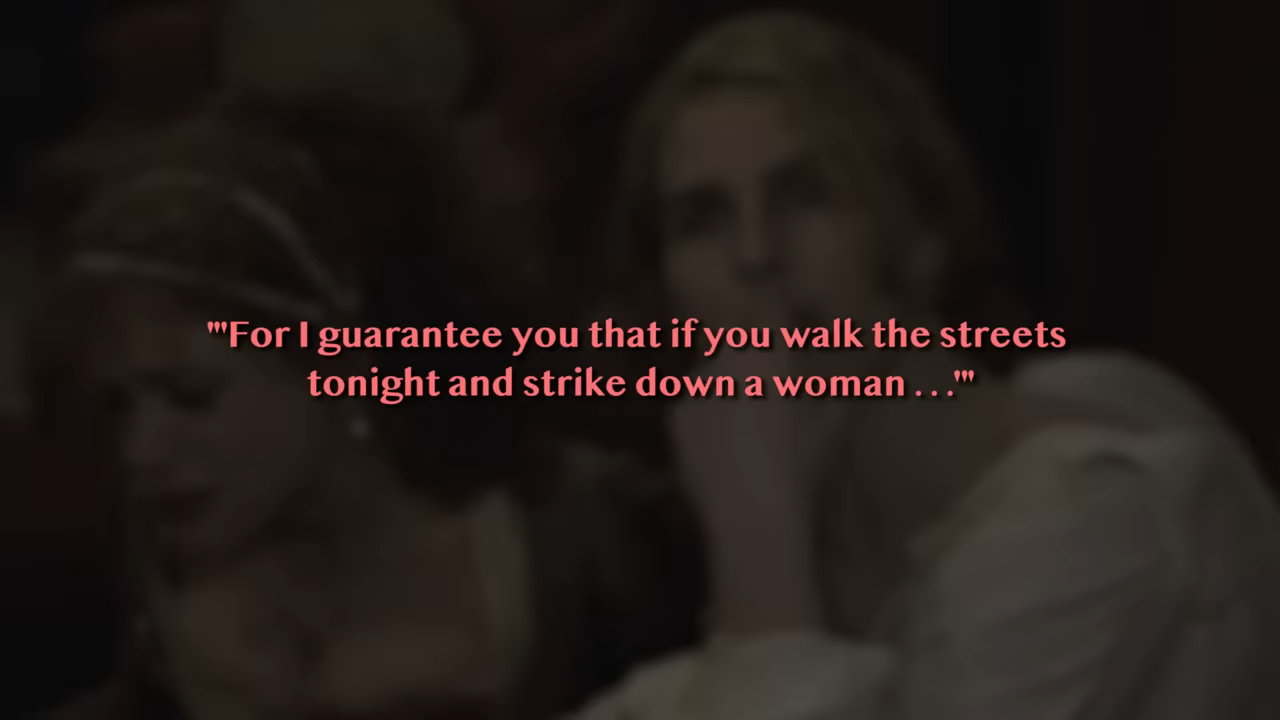 "'For I guarantee you that if you walk the streets
tonight and strike down a woman . . .'"